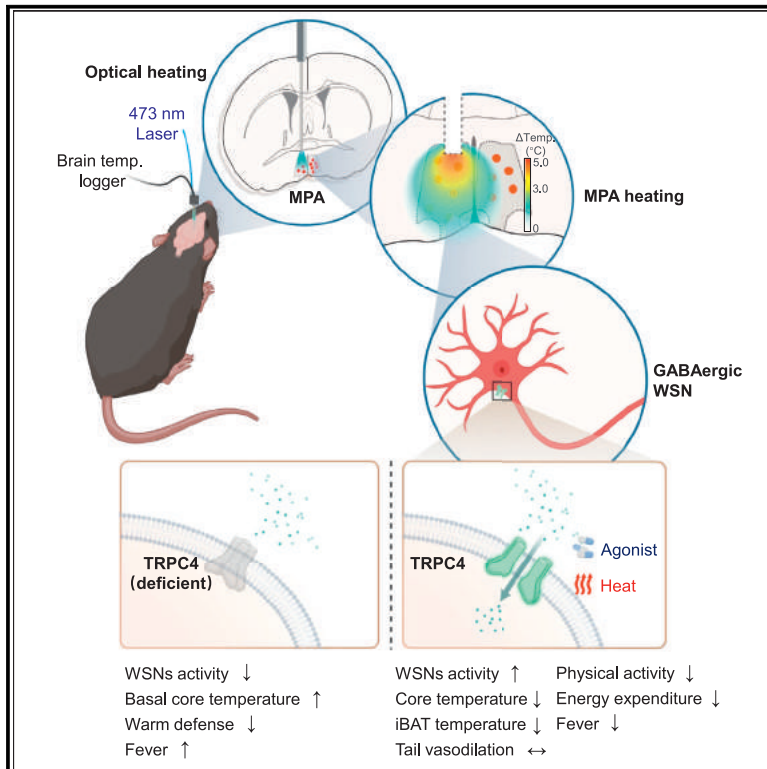 Optical heating
473 nm
Laser
Brain temp.
logger
MPA
ΔTemp.
(°C)
5.0
3.0
0
MPA heating
GABAergic
WSN
TRPC4
(deficient)
TRPC4
Agonist
Heat
WSNs activity ↓
Basal core temperature ↑
Warm defense ↓
Fever ↑
WSNs activity ↑
Core temperature ↓
iBAT temperature ↓
Tail vasodilation ↔
Physical activity ↓
Energy expenditure ↓
Fever ↓